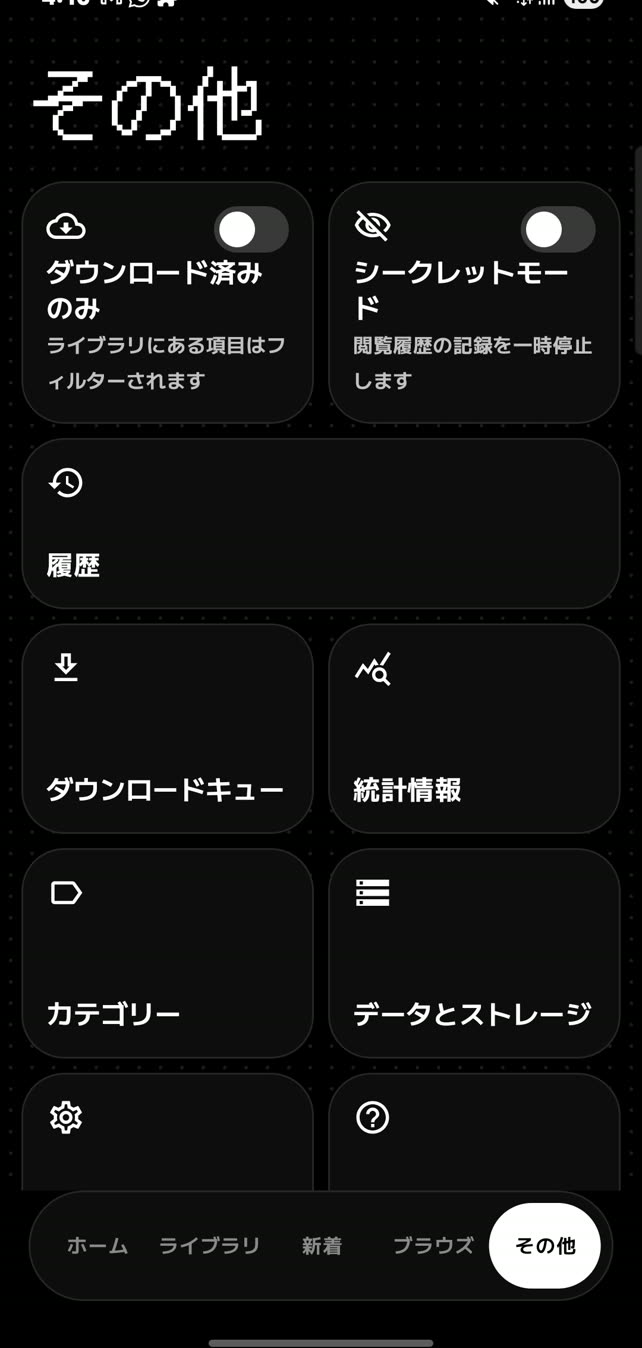 その他
ダウンロード済み
のみ
ライブラリにある項目はフ
ィルターされます
シークレットモー
ド
閲覧履歴の記録を一時停止
します
履歴
ダウンロードキュー
統計情報
カテゴリー
データとストレージ
ホーム
ライブラリ
新着
ブラウズ
その他